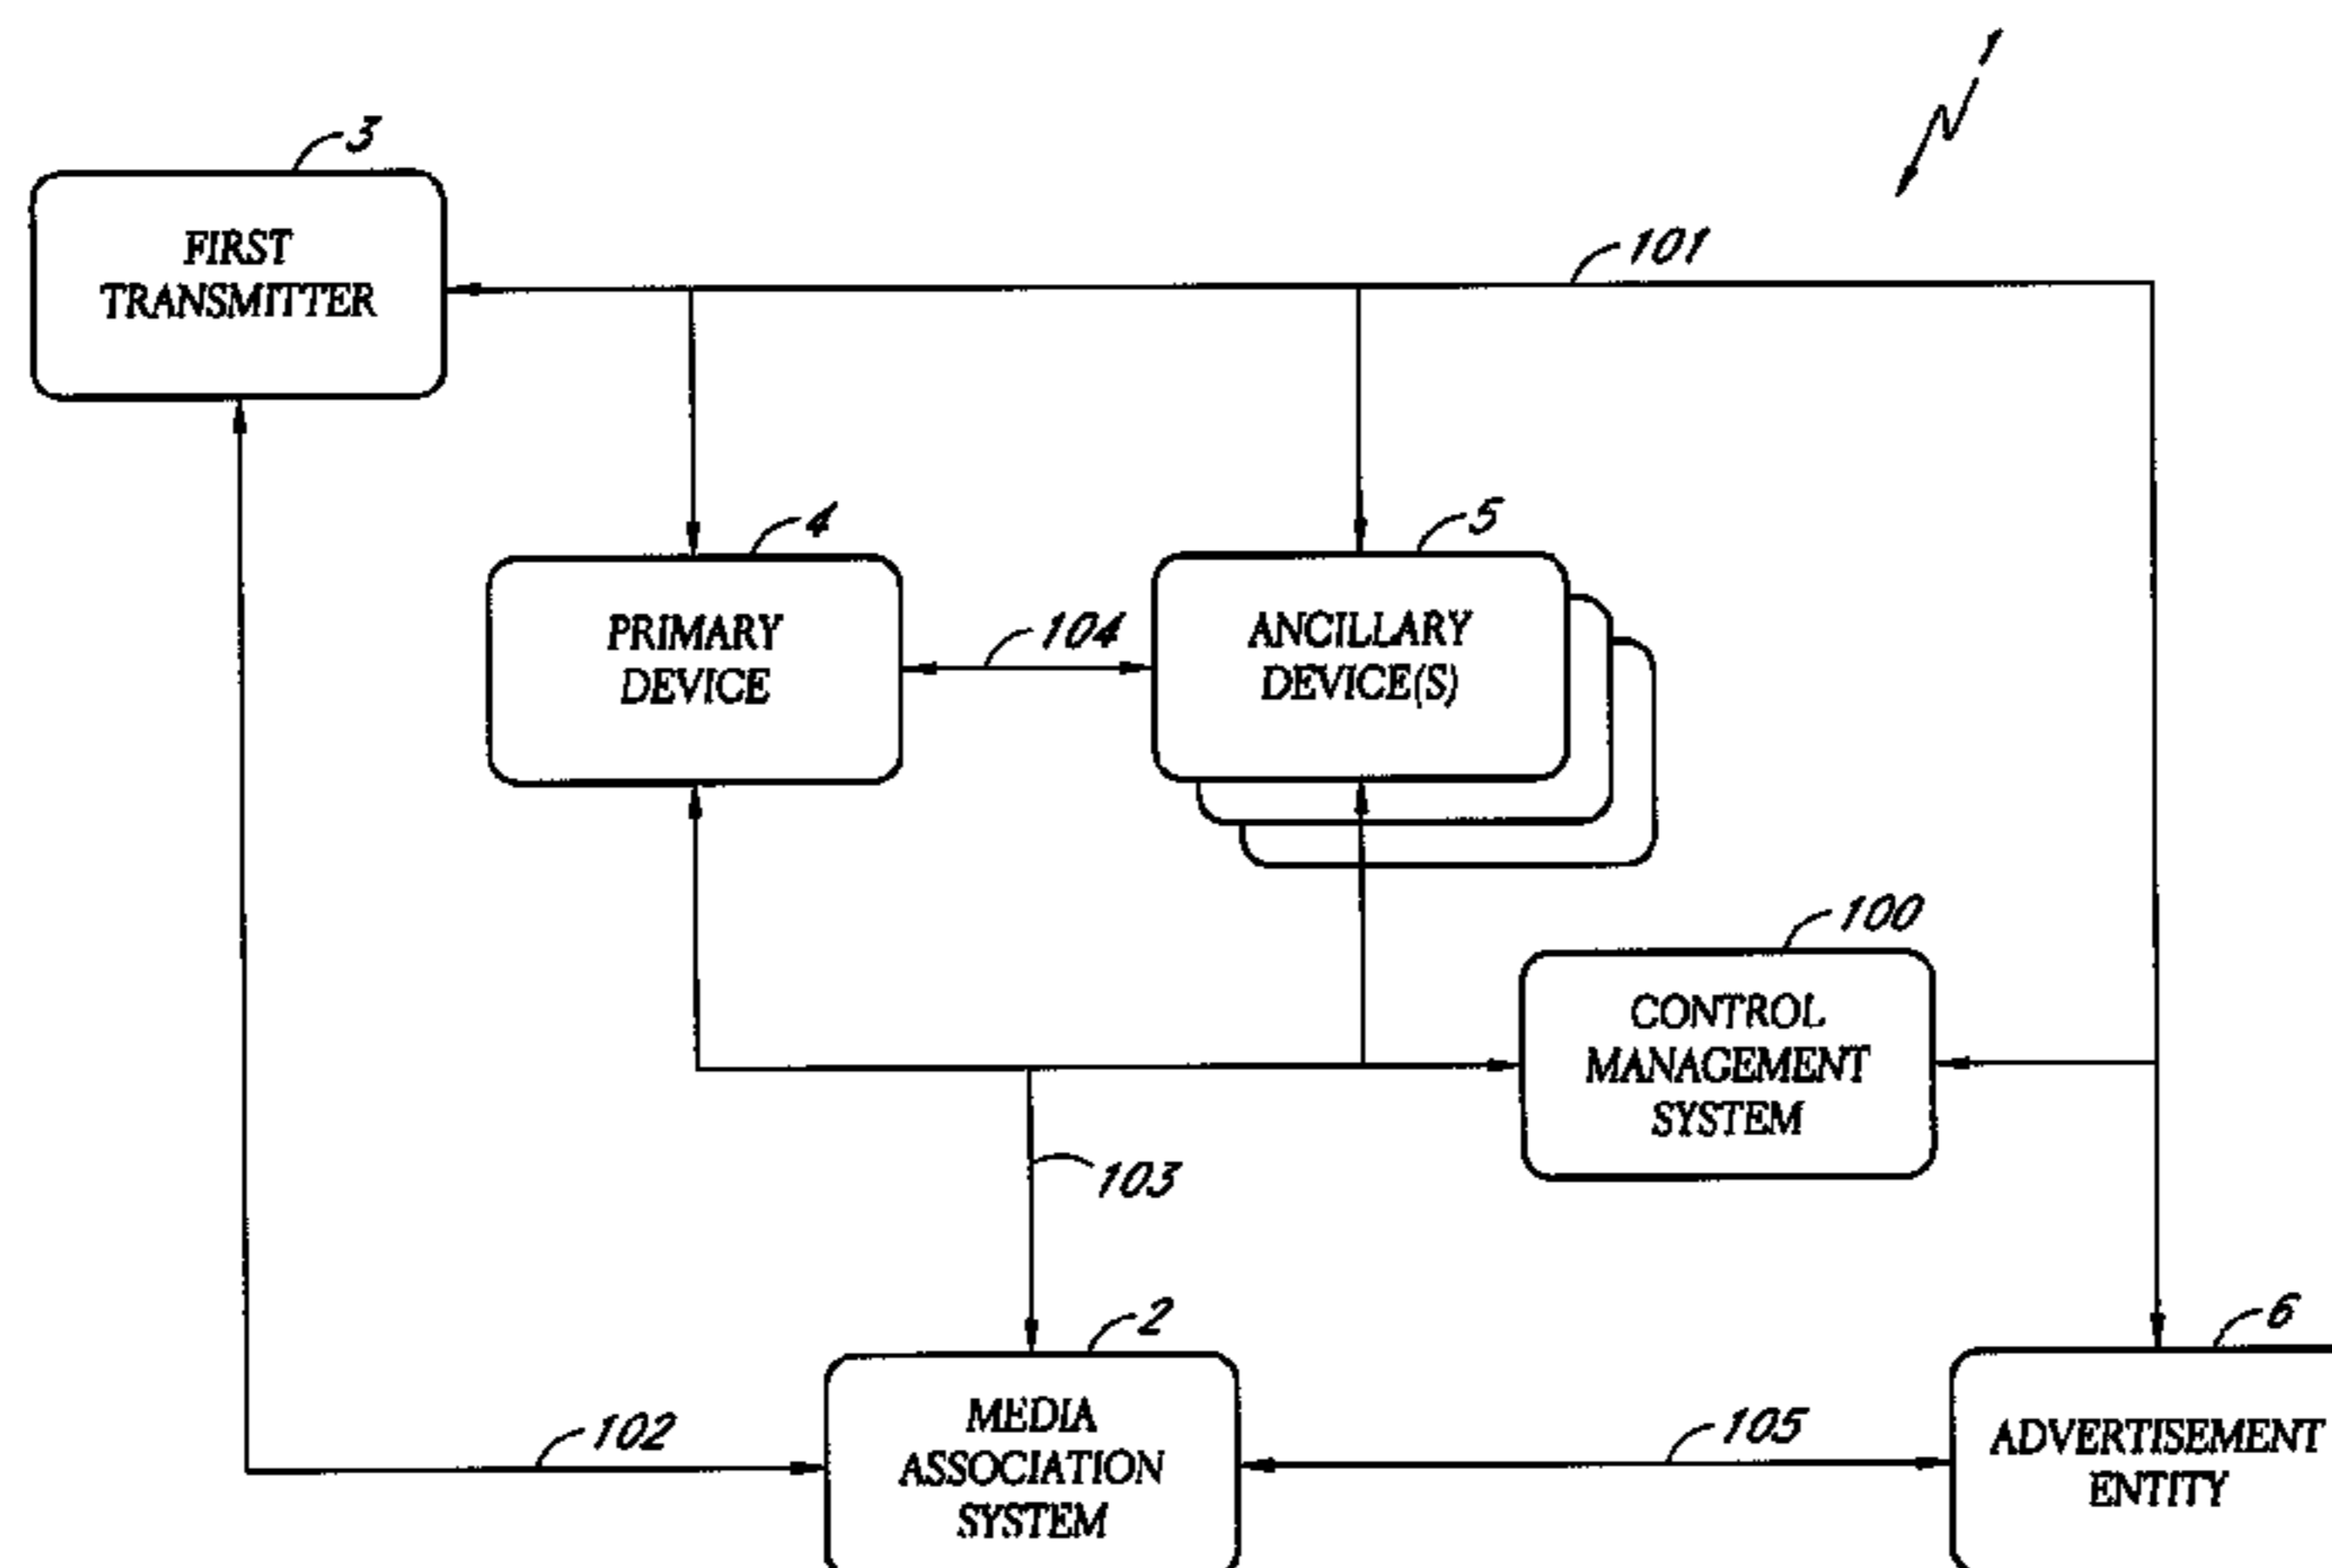 1
3
FIRST
TRANSMITTER
101
4
PRIMARY
DEVICE
104
5
ANCILLARY
DEVICE(S)
100
CONTROL
MANAGEMENT
SYSTEM
103
2
MEDIA
ASSOCIATION
SYSTEM
102
105
6
ADVERTISEMENT
ENTITY